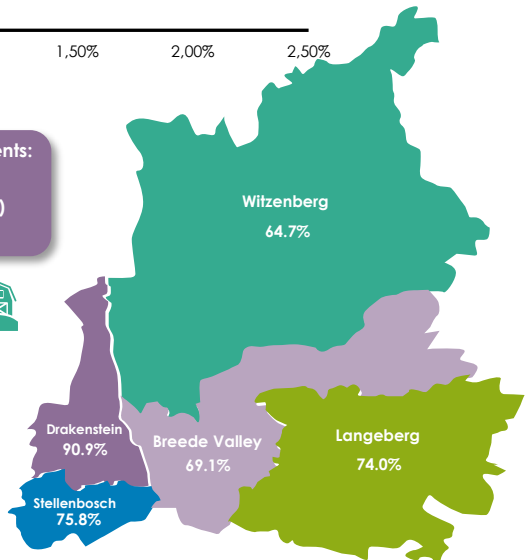 1,50% 2,00% 2,50%
ents:
)
Witzenberg
64.7%
Drakenstein
90.9%
Breede Valley
69.1%
Langeberg
74.0%
Stellenbosch
75.8%